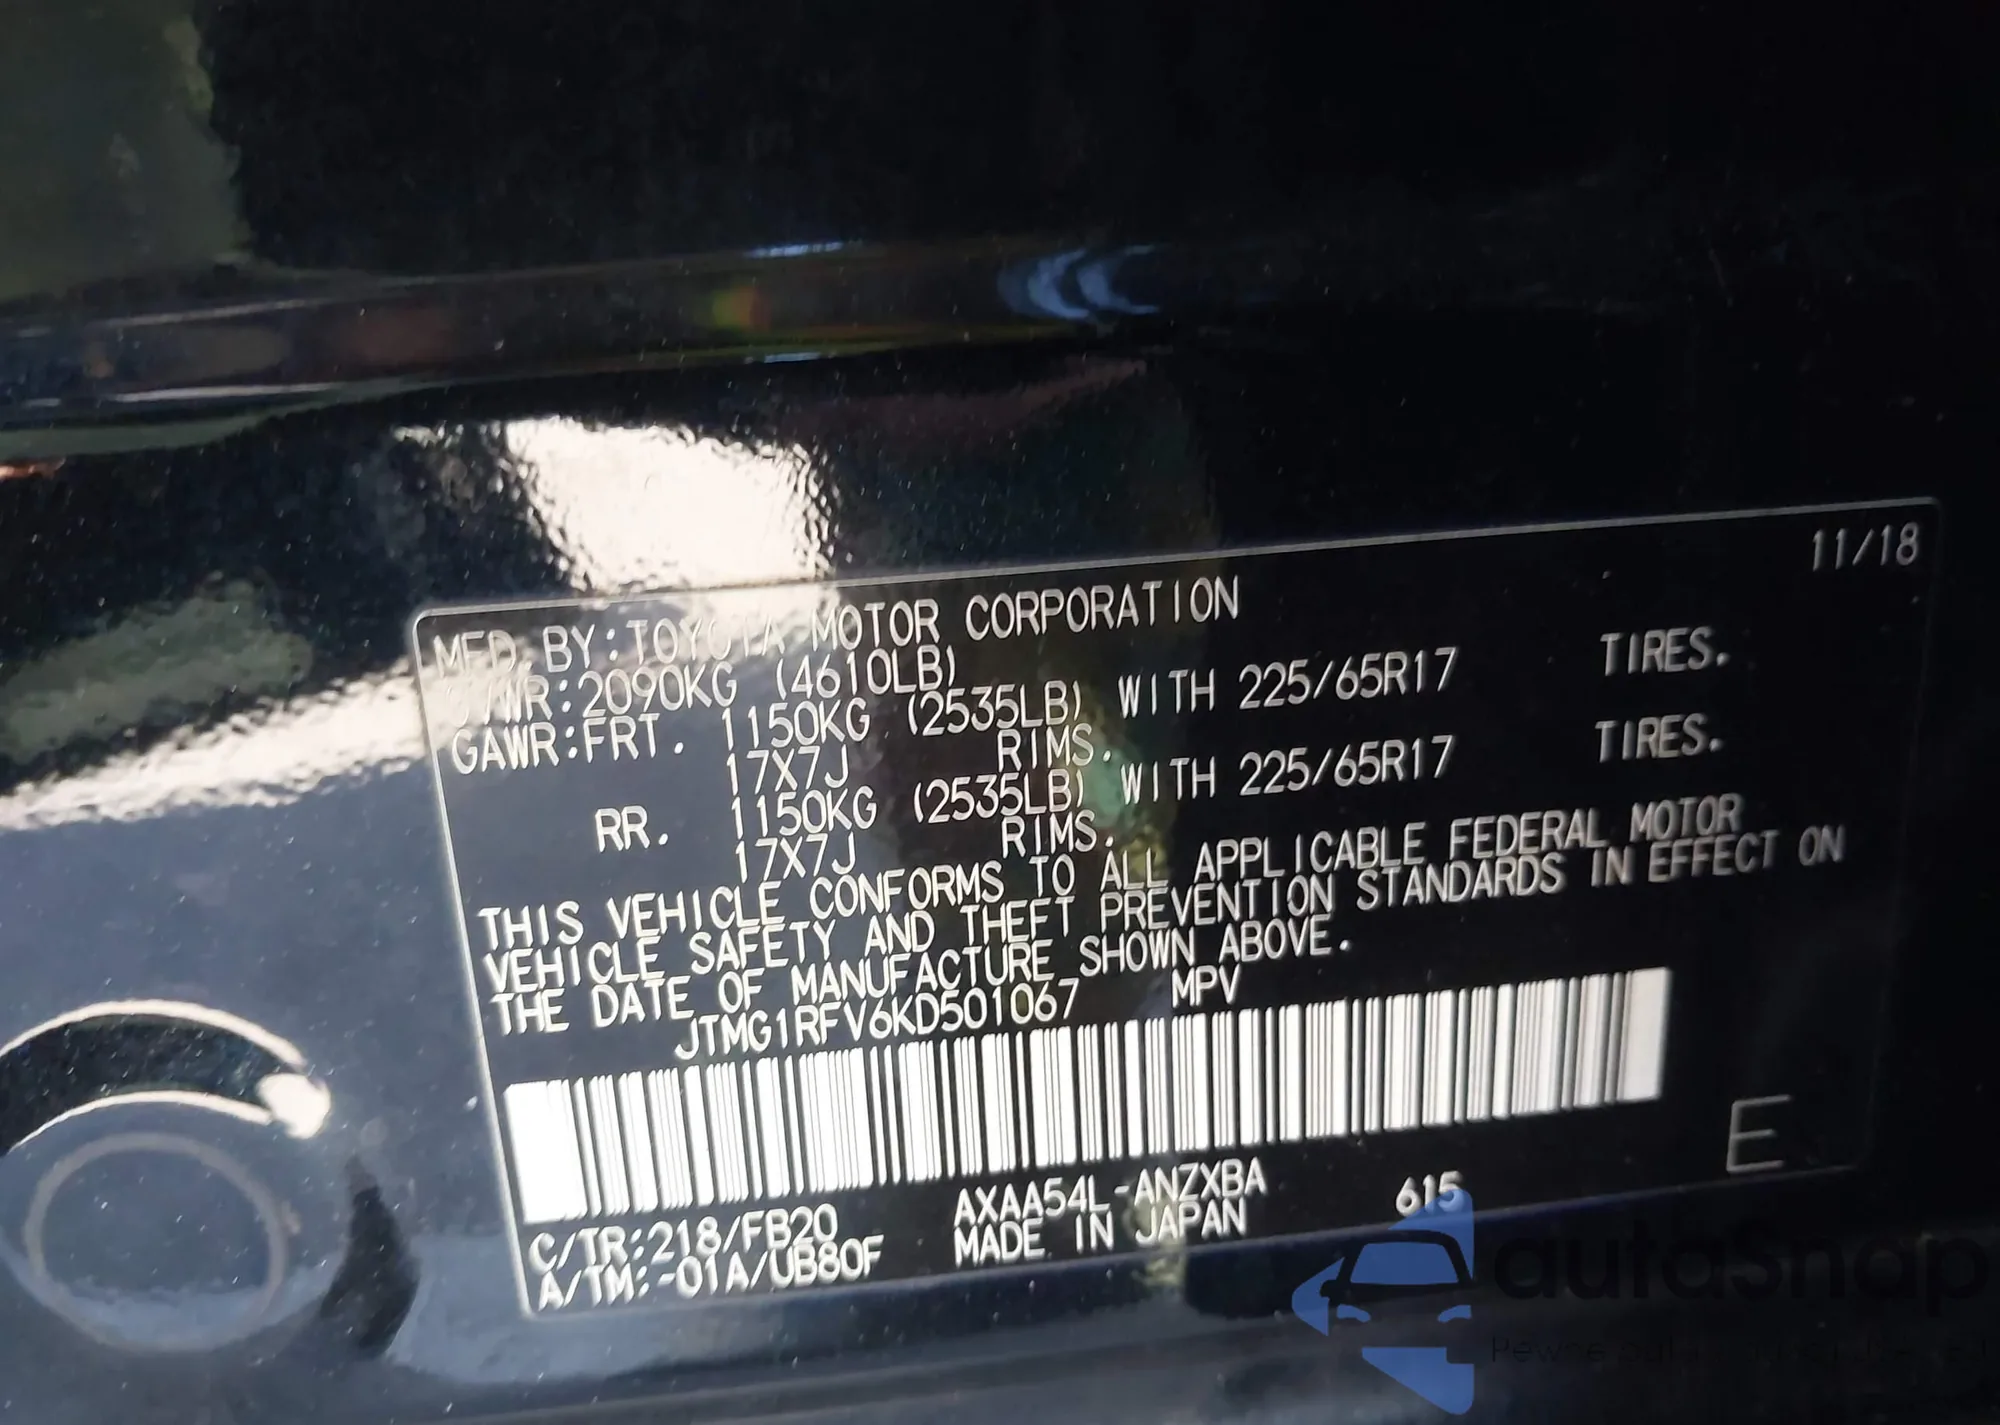 11/18
MFD. BY:TOYOTA MOTOR CORPORATION
GVWR:2090KG (4610LB)
GAWR:FRT. 1150KG (2535LB) WITH 225/65R17 TIRES.
17X7J RIMS.
RR. 1150KG (2535LB) WITH 225/65R17 TIRES.
17X7J RIMS.
THIS VEHICLE CONFORMS TO ALL APPLICABLE FEDERAL MOTOR
VEHICLE SAFETY AND THEFT PREVENTION STANDARDS IN EFFECT ON
THE DATE OF MANUFACTURE SHOWN ABOVE.
JTMG1RFV6KD501067 MPV
E
C/TR:218/FB20 AXAA54L-ANZXBA 615
A/TM:-01A/UB80F MADE IN JAPAN
autosnap